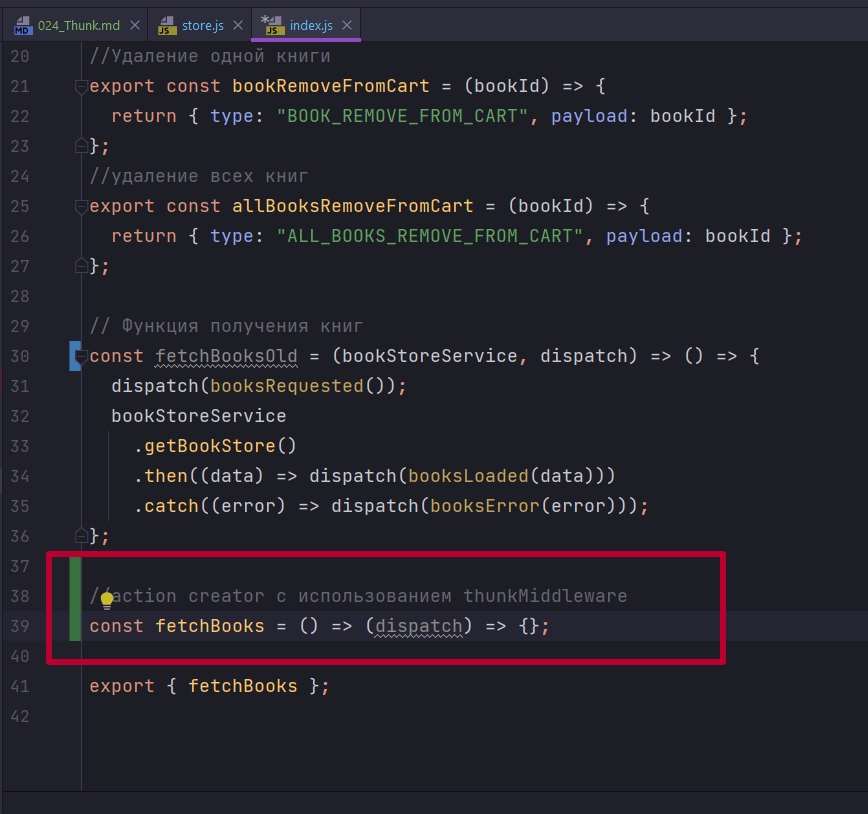 024_Thunk.md store.js index.js
20 //Удаление одной книги
21 export const bookRemoveFromCart = (bookId) => {
22 return { type: "BOOK_REMOVE_FROM_CART", payload: bookId };
23 };
24 //удаление всех книг
25 export const allBooksRemoveFromCart = (bookId) => {
26 return { type: "ALL_BOOKS_REMOVE_FROM_CART", payload: bookId };
27 };
28
29 // Функция получения книг
30 const fetchBooksOld = (bookStoreService, dispatch) => () => {
31 dispatch(booksRequested());
32 bookStoreService
33 .getBookStore()
34 .then((data) => dispatch(booksLoaded(data)))
35 .catch((error) => dispatch(booksError(error)));
36 };
37
38 //action creator с использованием thunkMiddleware
39 const fetchBooks = () => (dispatch) => {};
40
41 export { fetchBooks };
42